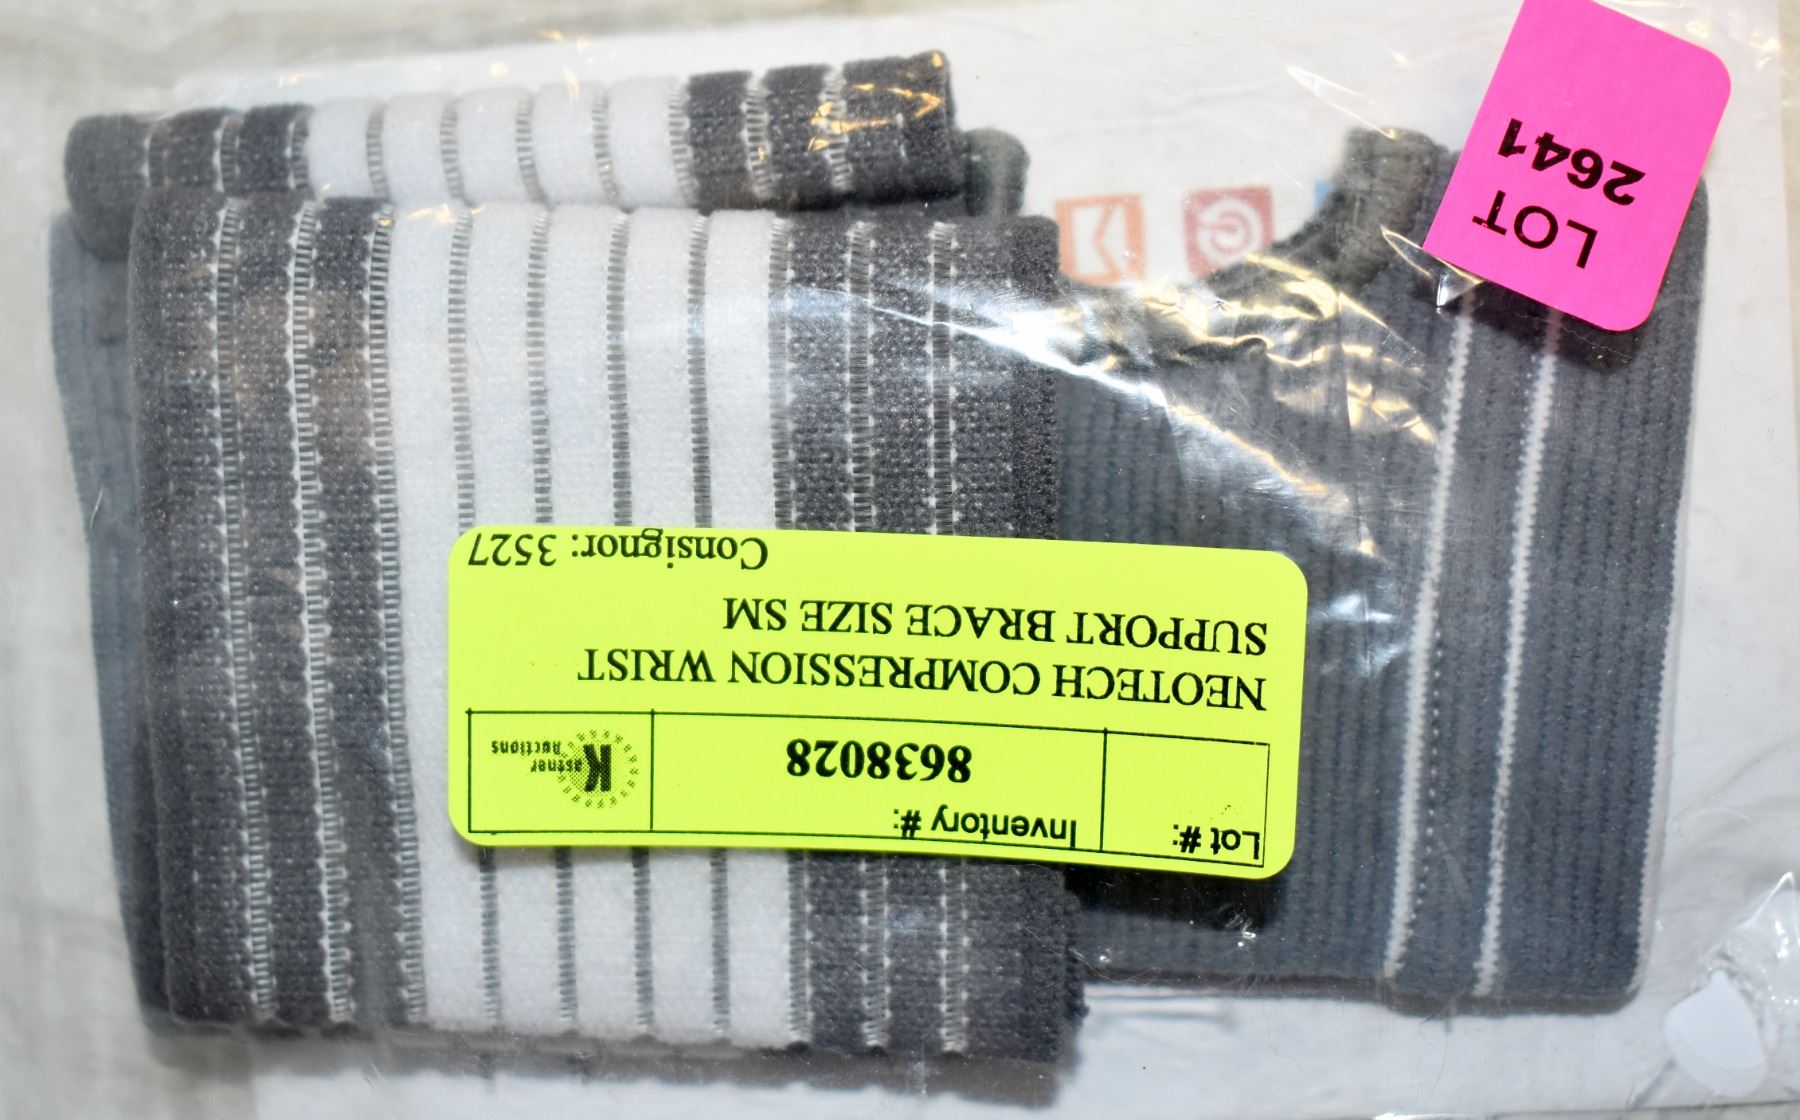 LOT
2641
Lot #:
Inventory #:
8638028
Kastner
Auctions
NEOTECH COMPRESSION WRIST
SUPPORT BRACE SIZE SM
Consignor: 3527